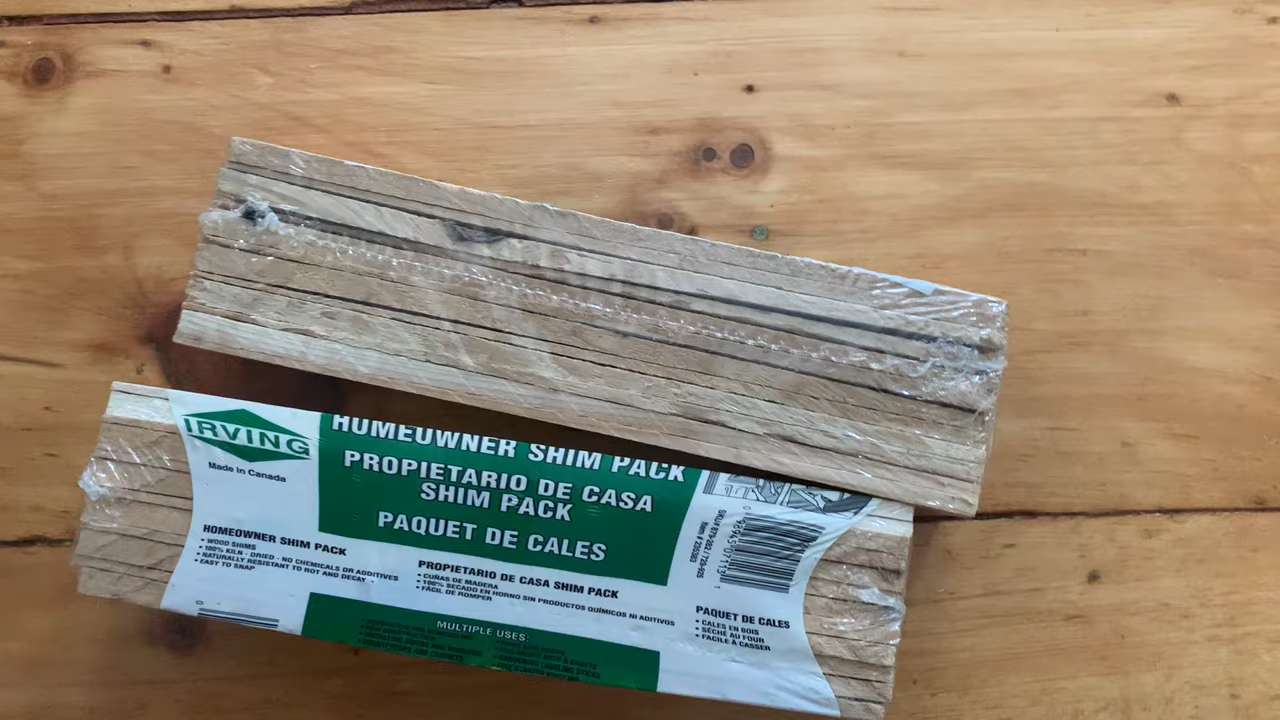 IRVING
Made in Canada
HOMEOWNER SHIM PACK
PROPIETARIO DE CASA
SHIM PACK
PAQUET DE CALES
HOMEOWNER SHIM PACK
• WOOD SHIMS
• 100% KILN - DRIED - NO CHEMICALS OR ADDITIVES
• NATURALLY RESISTANT TO ROT AND DECAY
• EASY TO SNAP
PROPIETARIO DE CASA SHIM PACK
• CUÑAS DE MADERA
• 100% SECADO EN HORNO SIN PRODUCTOS QUÍMICOS NI ADITIVOS
• FÁCIL DE ROMPER
PAQUET DE CALES
• CALES EN BOIS
• SÉCHÉ AU FOUR
• FACILE À CASSER
MULTIPLE USES: